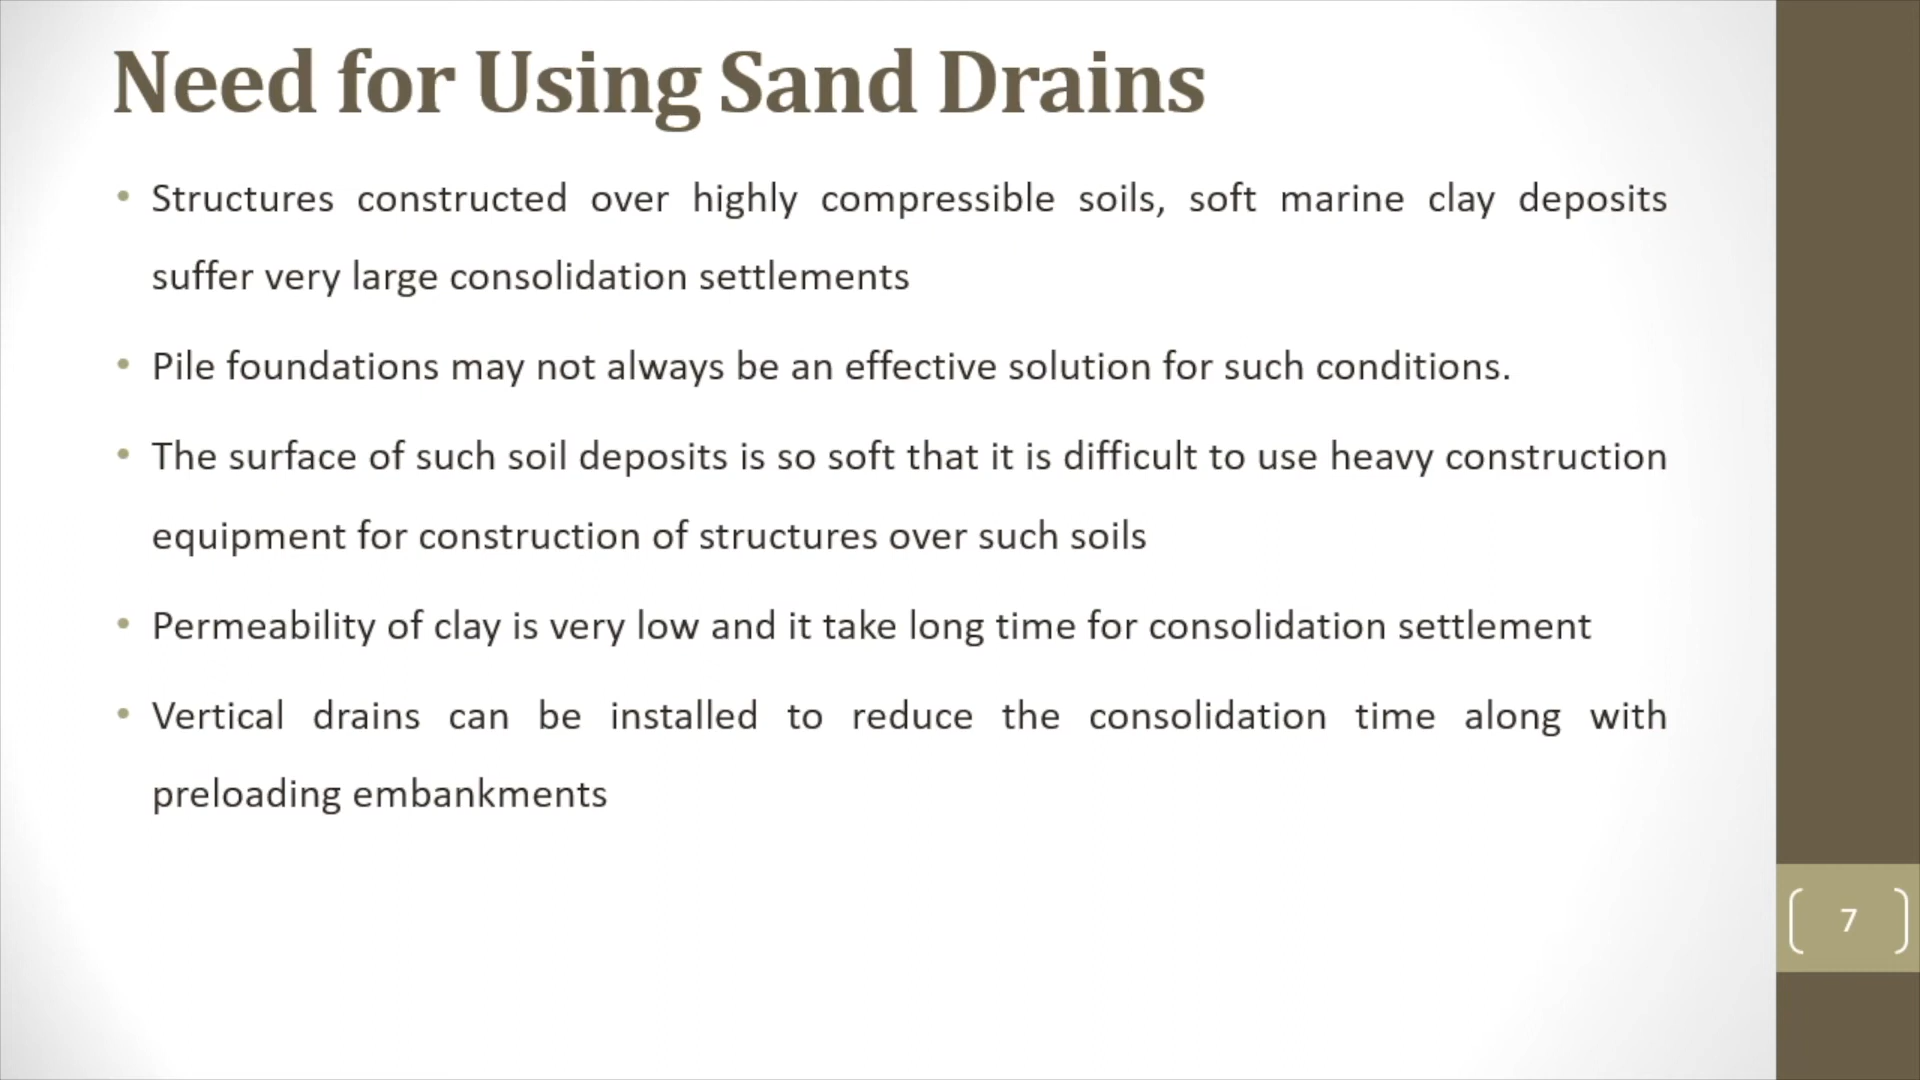 Need for Using Sand Drains
• Structures constructed over highly compressible soils, soft marine clay deposits
suffer very large consolidation settlements
• Pile foundations may not always be an effective solution for such conditions.
• The surface of such soil deposits is so soft that it is difficult to use heavy construction
equipment for construction of structures over such soils
• Permeability of clay is very low and it take long time for consolidation settlement
• Vertical drains can be installed to reduce the consolidation time along with
preloading embankments
7